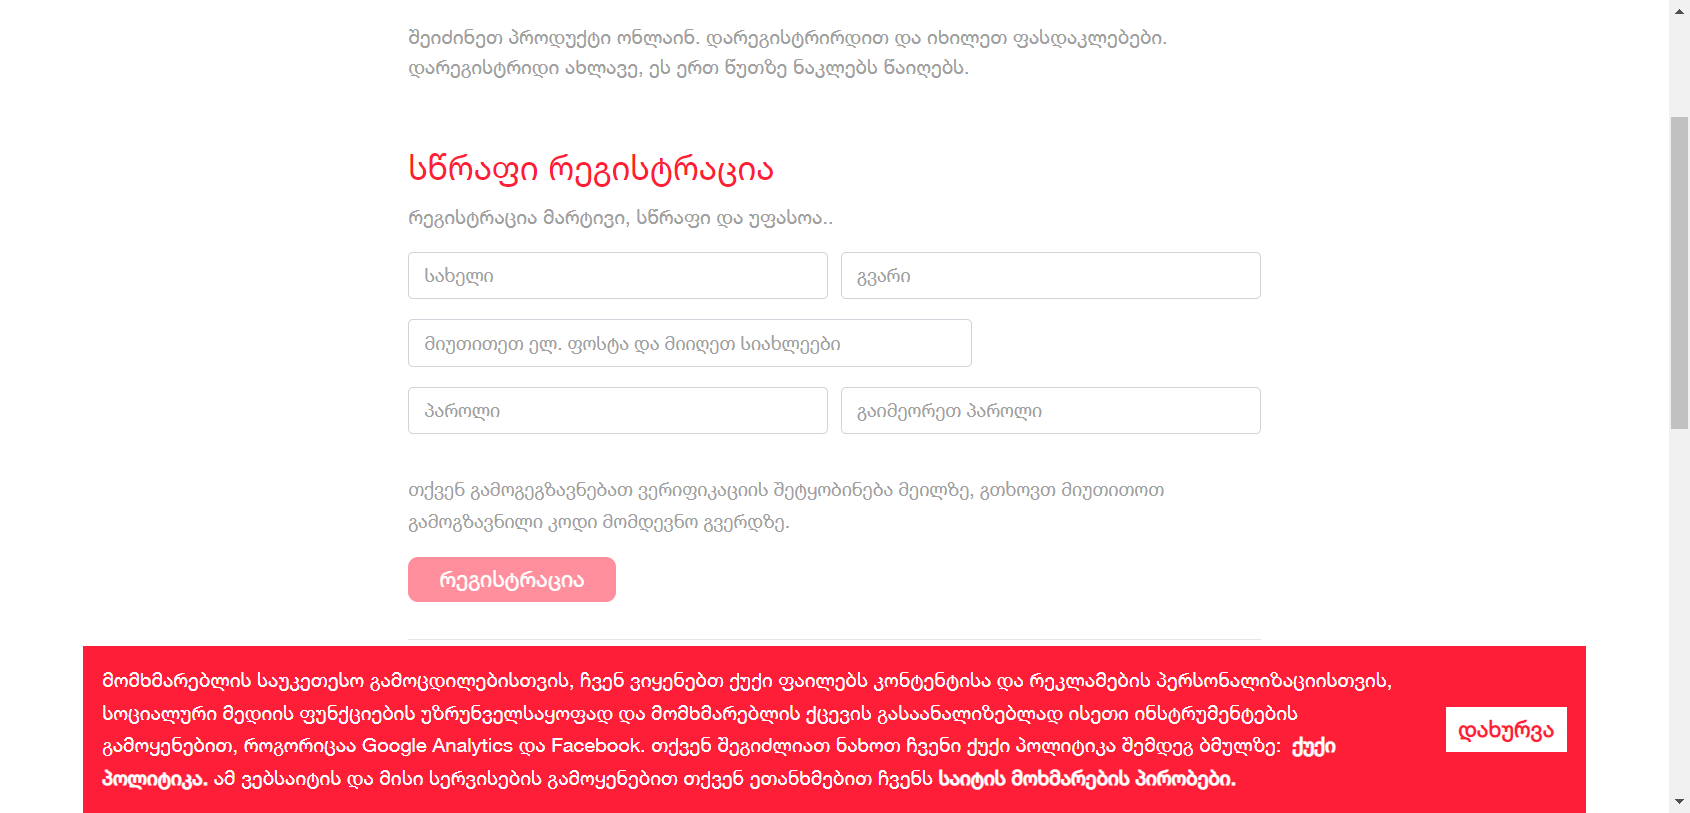 შეიძინეთ პროდუქტი ონლაინ. დარეგისტრირდით და იხილეთ ფასდაკლებები.
დარეგისტრიდი ახლავე, ეს ერთ წუთზე ნაკლებს წაიღებს.
სწრაფი რეგისტრაცია
რეგისტრაცია მარტივი, სწრაფი და უფასოა..
სახელი
გვარი
მიუთითეთ ელ. ფოსტა და მიიღეთ სიახლეები
პაროლი
გაიმეორეთ პაროლი
თქვენ გამოგეგზავნებათ ვერიფიკაციის შეტყობინება მეილზე, გთხოვთ მიუთითოთ
გამოგზავნილი კოდი მომდევნო გვერდზე.
რეგისტრაცია
მომხმარებლის საუკეთესო გამოცდილებისთვის, ჩვენ ვიყენებთ ქუქი ფაილებს კონტენტისა და რეკლამების პერსონალიზაციისთვის,
სოციალური მედიის ფუნქციების უზრუნველსაყოფად და მომხმარებლის ქცევის გასაანალიზებლად ისეთი ინსტრუმენტების
გამოყენებით, როგორიცაა Google Analytics და Facebook. თქვენ შეგიძლიათ ნახოთ ჩვენი ქუქი პოლიტიკა შემდეგ ბმულზე: ქუქი
პოლიტიკა. ამ ვებსაიტის და მისი სერვისების გამოყენებით თქვენ ეთანხმებით ჩვენს საიტის მოხმარების პირობები.
დახურვა